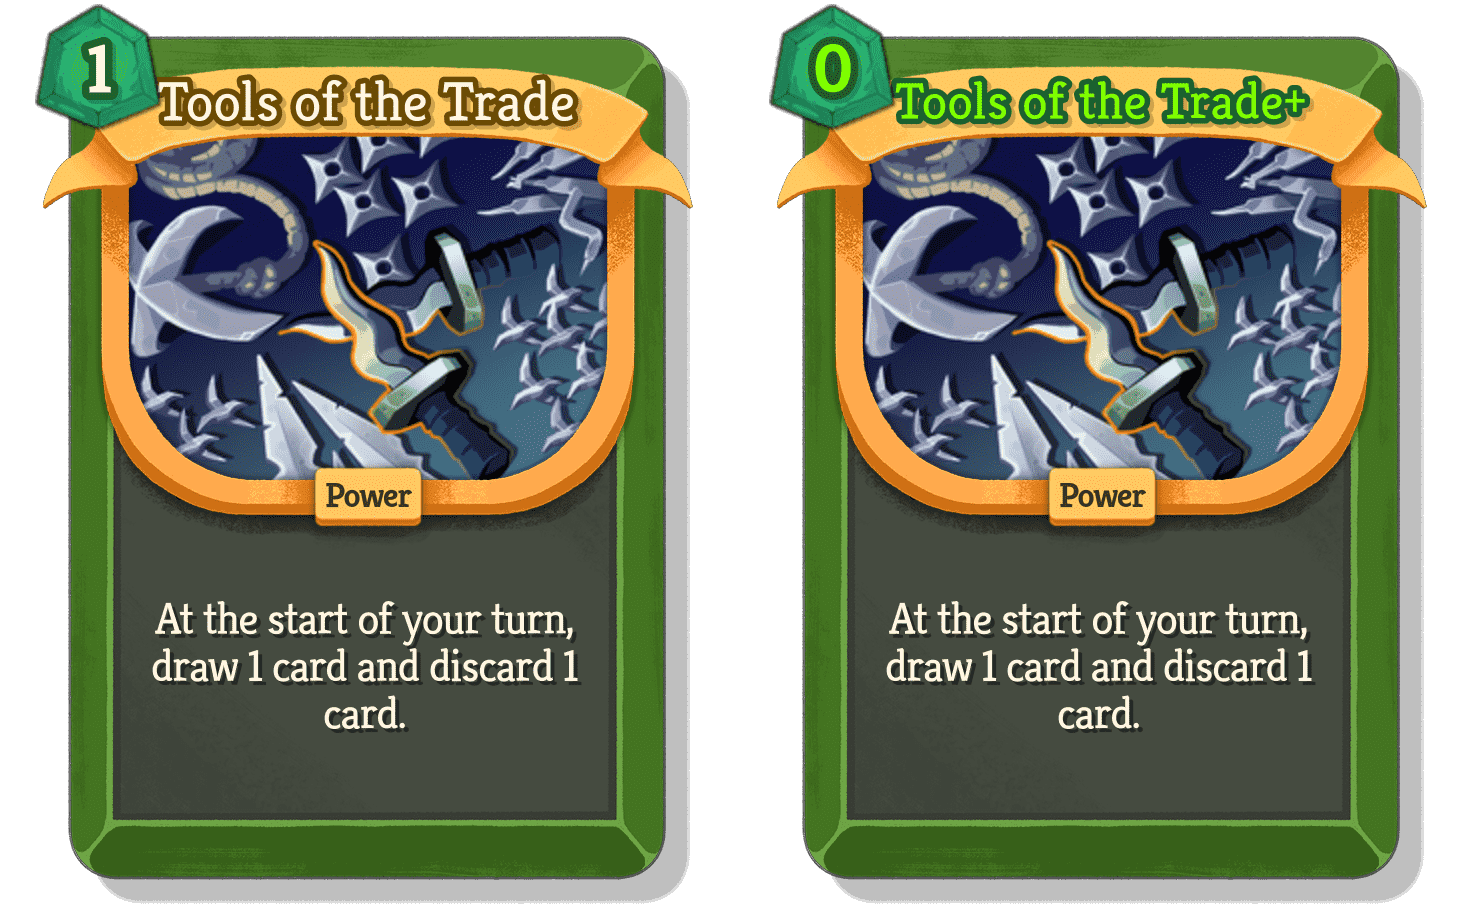 1
Tools of the Trade
Power
At the start of your turn,
draw 1 card and discard 1
card.
0
Tools of the Trade+
Power
At the start of your turn,
draw 1 card and discard 1
card.